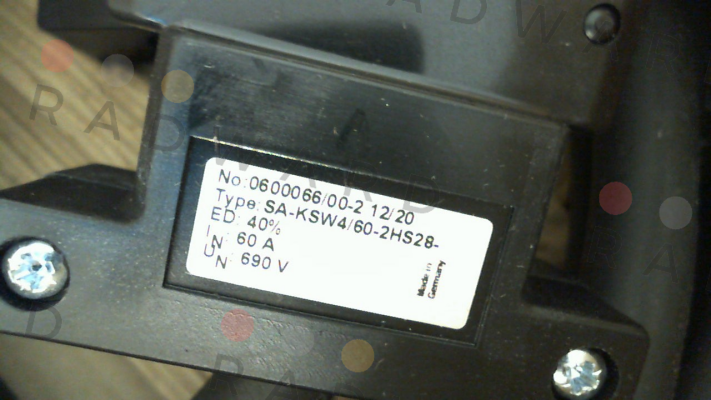 No:0600066/00-2 12/20
Type:SA-KSW4/60-2HS28-
ED: 40%
IN: 60 A
UN: 690 V
Made in
Germany
RADWARD